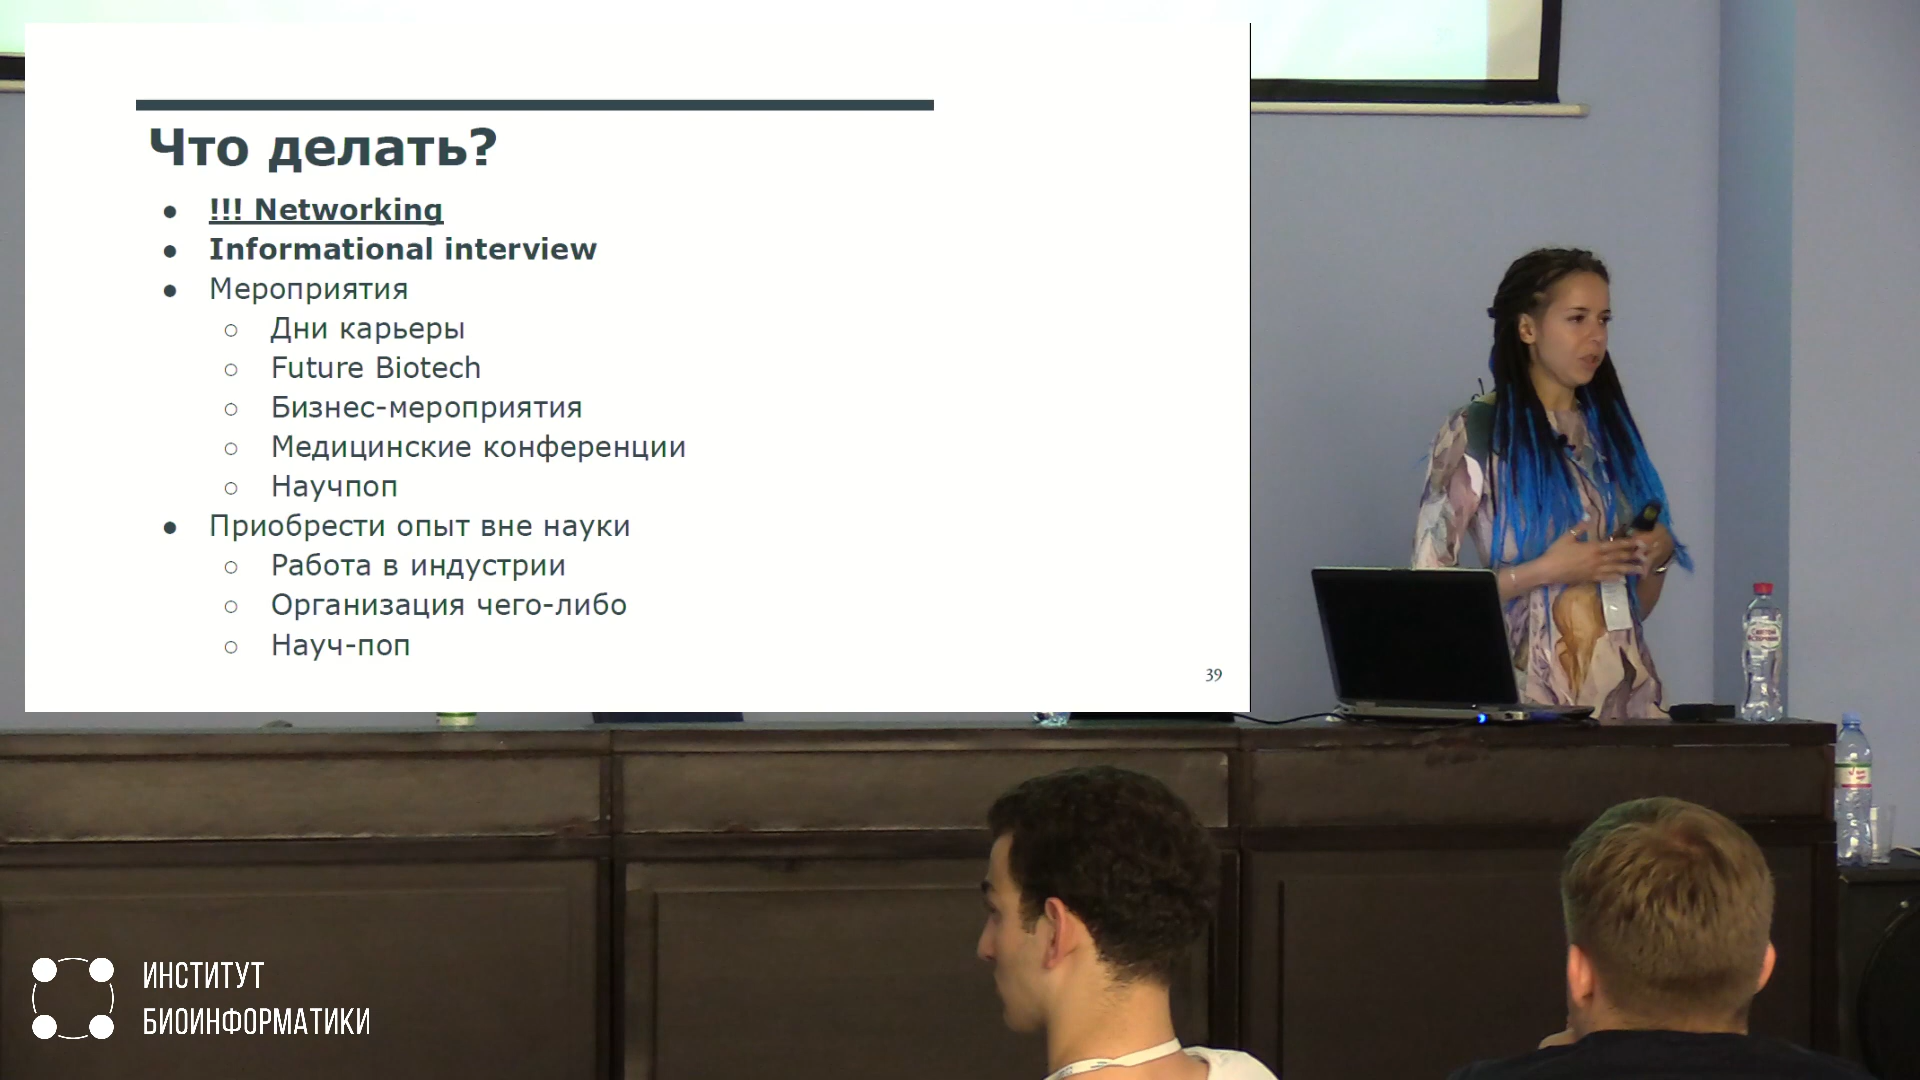 Что делать?
● !!! Networking
● Informational interview
● Мероприятия
○ Дни карьеры
○ Future Biotech
○ Бизнес-мероприятия
○ Медицинские конференции
○ Научпоп
● Приобрести опыт вне науки
○ Работа в индустрии
○ Организация чего-либо
○ Науч-поп
39
ИНСТИТУТ
БИОИНФОРМАТИКИ